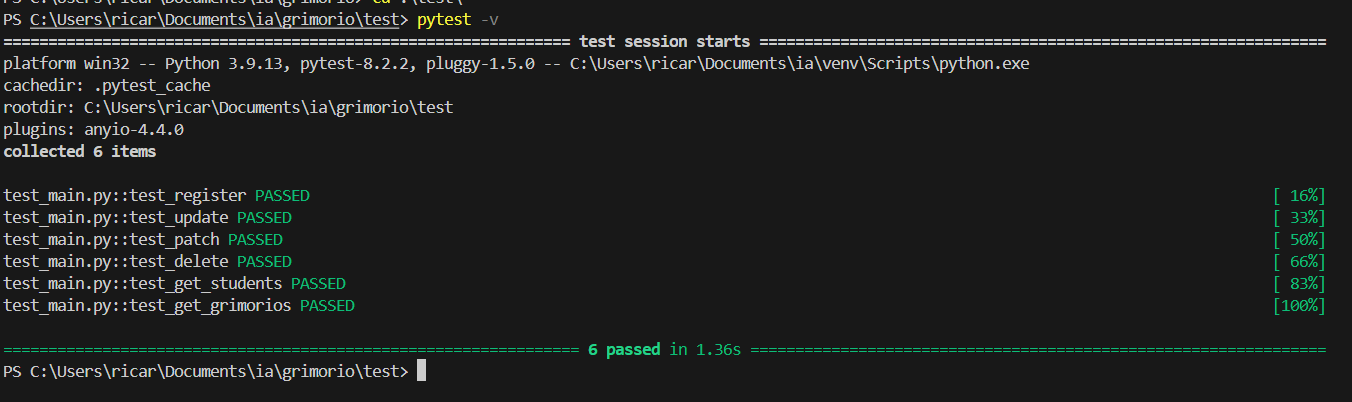 PS C:\Users\ricar\Documents\ia\grimorio> cd .\test\
PS C:\Users\ricar\Documents\ia\grimorio\test> pytest -v
================================================================ test session starts ================================================================
platform win32 -- Python 3.9.13, pytest-8.2.2, pluggy-1.5.0 -- C:\Users\ricar\Documents\ia\venv\Scripts\python.exe
cachedir: .pytest_cache
rootdir: C:\Users\ricar\Documents\ia\grimorio\test
plugins: anyio-4.4.0
collected 6 items
test_main.py::test_register PASSED [ 16%]
test_main.py::test_update PASSED [ 33%]
test_main.py::test_patch PASSED [ 50%]
test_main.py::test_delete PASSED [ 66%]
test_main.py::test_get_students PASSED [ 83%]
test_main.py::test_get_grimorios PASSED [100%]
================================================================= 6 passed in 1.36s =================================================================
PS C:\Users\ricar\Documents\ia\grimorio\test>